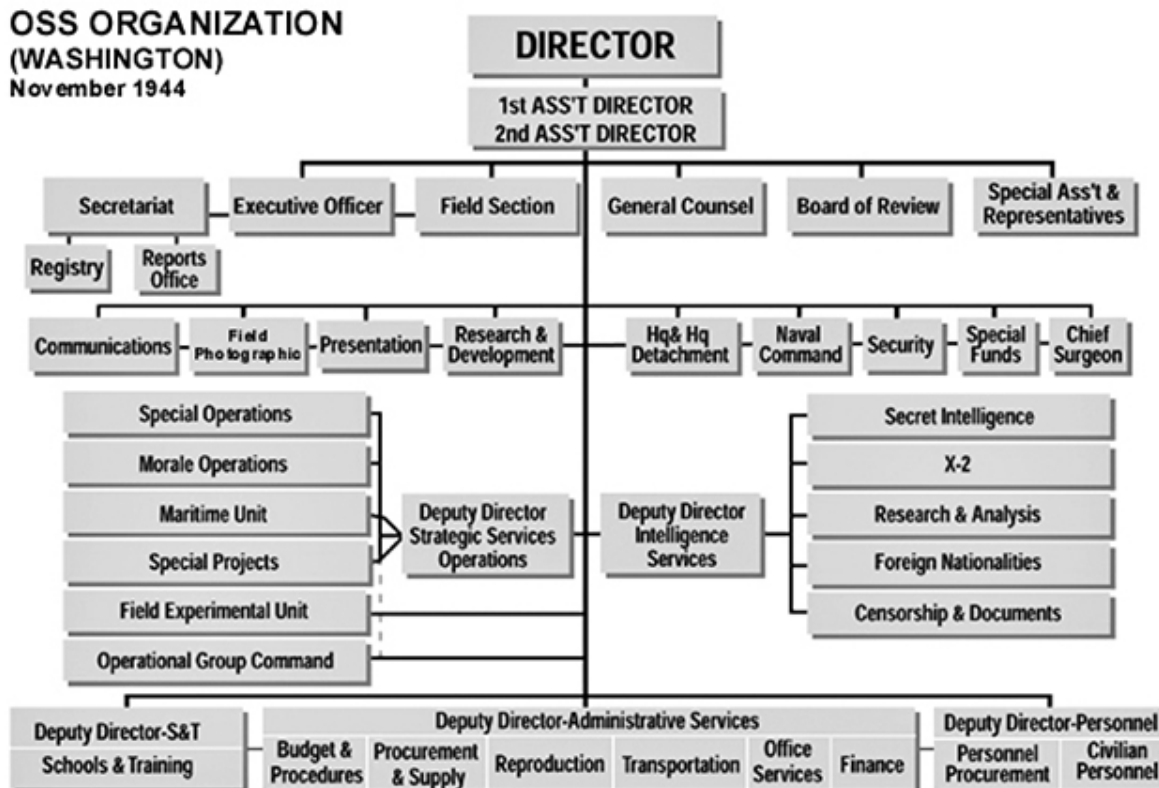 OSS ORGANIZATION
(WASHINGTON)
November 1944
DIRECTOR
1st ASS'T DIRECTOR
2nd ASS'T DIRECTOR
Secretariat
Executive Officer
Field Section
General Counsel
Board of Review
Special Ass't &
Representatives
Registry
Reports
Office
Communications
Field
Photographic
Presentation
Research &
Development
Hq& Hq
Detachment
Naval
Command
Security
Special
Funds
Chief
Surgeon
Special Operations
Morale Operations
Maritime Unit
Special Projects
Field Experimental Unit
Operational Group Command
Deputy Director
Strategic Services
Operations
Deputy Director
Intelligence
Services
Secret Intelligence
X-2
Research & Analysis
Foreign Nationalities
Censorship & Documents
Deputy Director-S&T
Schools & Training
Deputy Director-Administrative Services
Budget &
Procedures
Procurement
& Supply
Reproduction
Transportation
Office
Services
Finance
Deputy Director-Personnel
Personnel
Procurement
Civilian
Personnel